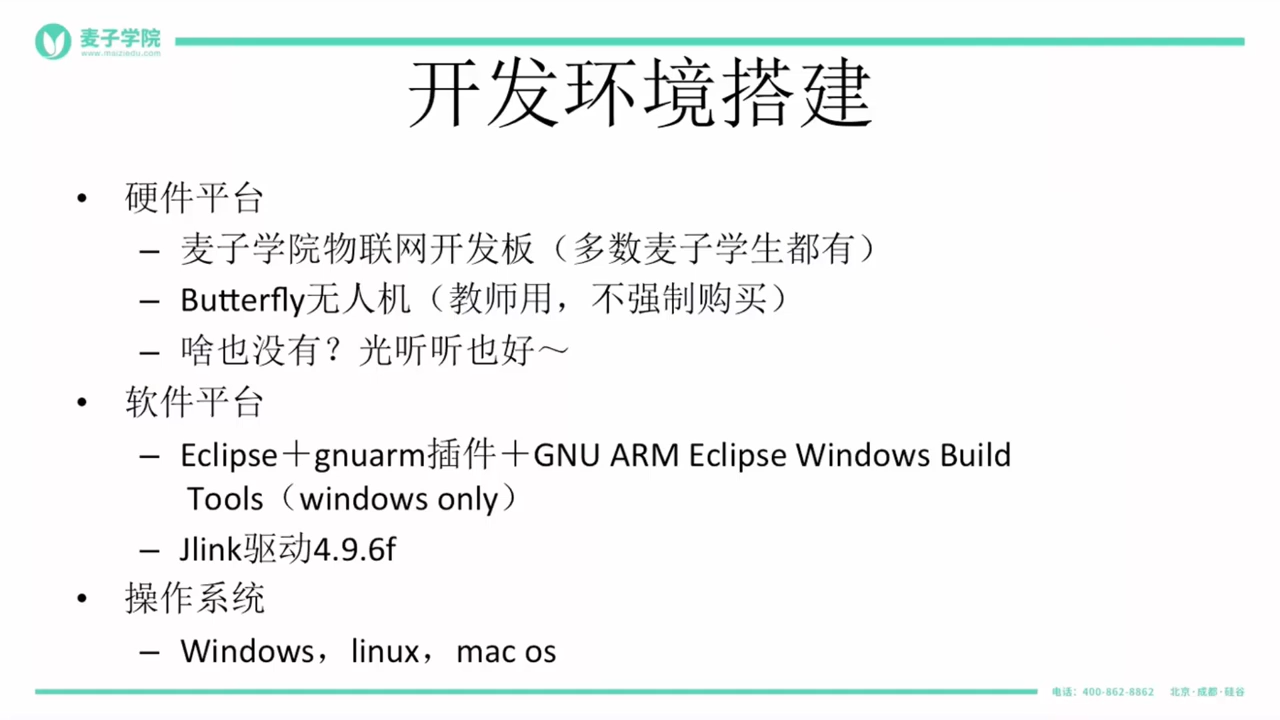 麦子学院
www.maiziedu.com
开发环境搭建
• 硬件平台
– 麦子学院物联网开发板（多数麦子学生都有）
– Butterfly无人机（教师用，不强制购买）
– 啥也没有？光听听也好～
• 软件平台
– Eclipse＋gnuarm插件＋GNU ARM Eclipse Windows Build
Tools（windows only）
– Jlink驱动4.9.6f
• 操作系统
– Windows，linux，mac os
电话：400-862-8862 北京·成都·硅谷